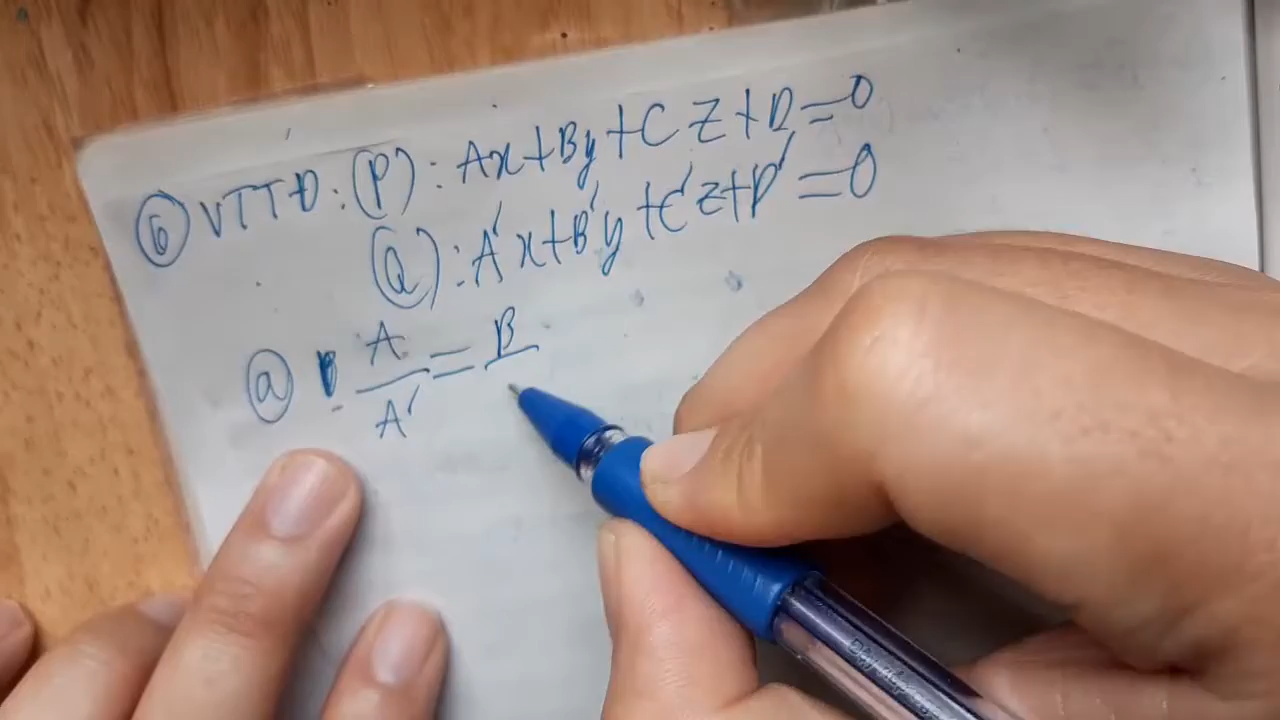 ⑥ VTTĐ: (P): Ax+By+CZ+D=0
(Q): A'x+B'y+C'z+D'=0
ⓐ A/A' = B/